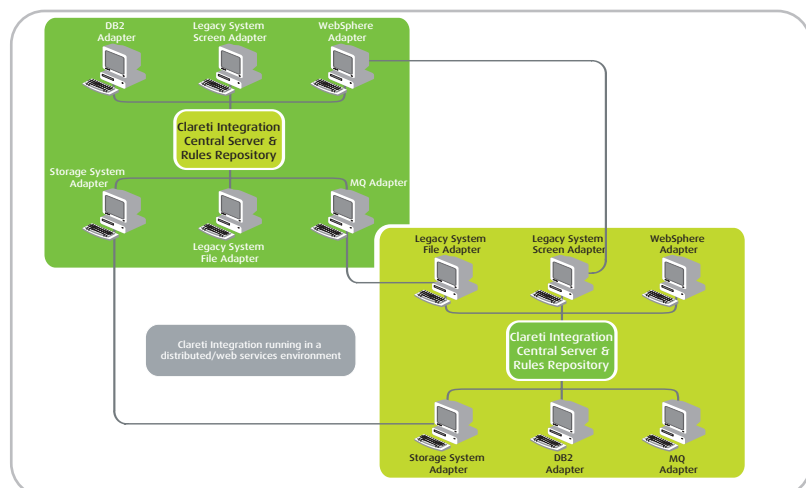 DB2
Adapter
Legacy System
Screen Adapter
WebSphere
Adapter
Clareti Integration
Central Server &
Rules Repository
Storage System
Adapter
Legacy System
File Adapter
MQ Adapter
Legacy System
File Adapter
Legacy System
Screen Adapter
WebSphere
Adapter
Clareti Integration
Central Server &
Rules Repository
Clareti Integration running in a
distributed/web services environment
Storage System
Adapter
DB2
Adapter
MQ
Adapter